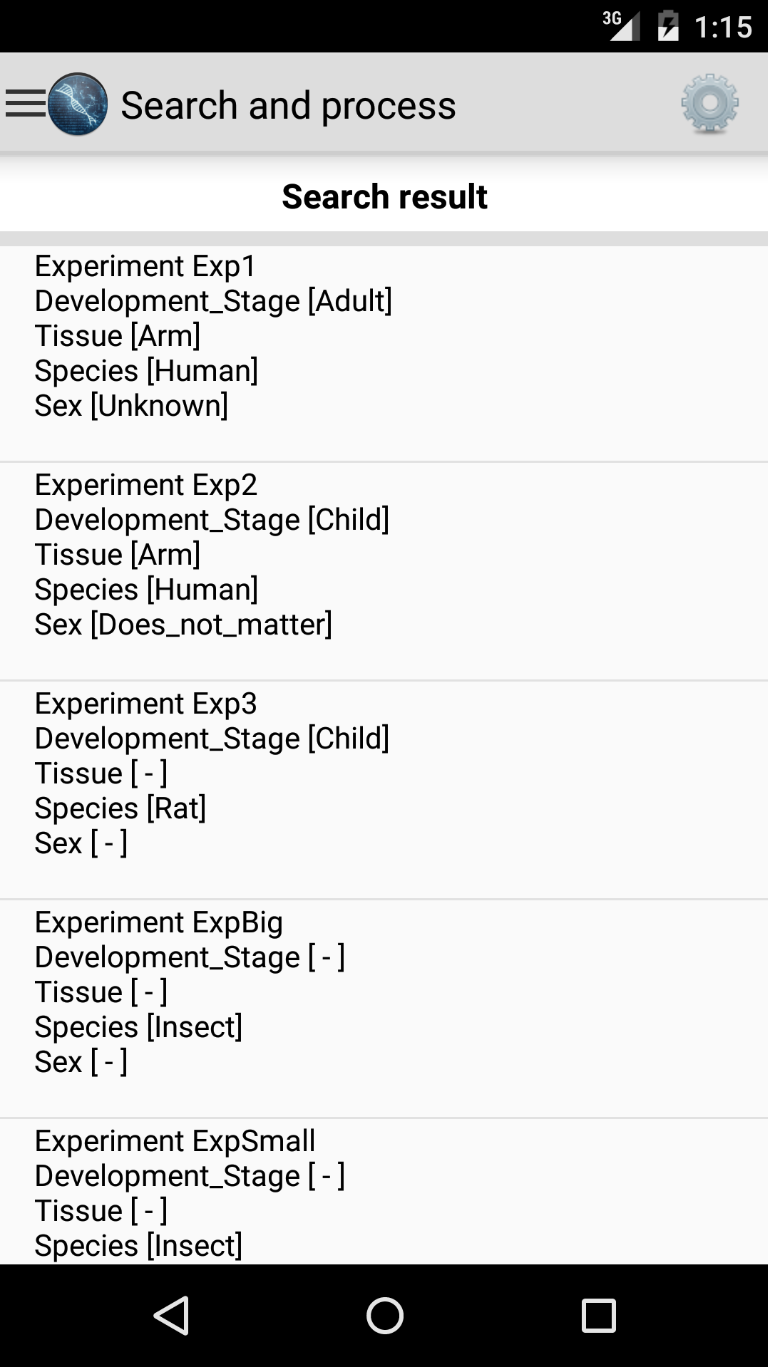 3G 1:15
Search and process
Search result
Experiment Exp1
Development_Stage [Adult]
Tissue [Arm]
Species [Human]
Sex [Unknown]
Experiment Exp2
Development_Stage [Child]
Tissue [Arm]
Species [Human]
Sex [Does_not_matter]
Experiment Exp3
Development_Stage [Child]
Tissue [ - ]
Species [Rat]
Sex [ - ]
Experiment ExpBig
Development_Stage [ - ]
Tissue [ - ]
Species [Insect]
Sex [ - ]
Experiment ExpSmall
Development_Stage [ - ]
Tissue [ - ]
Species [Insect]